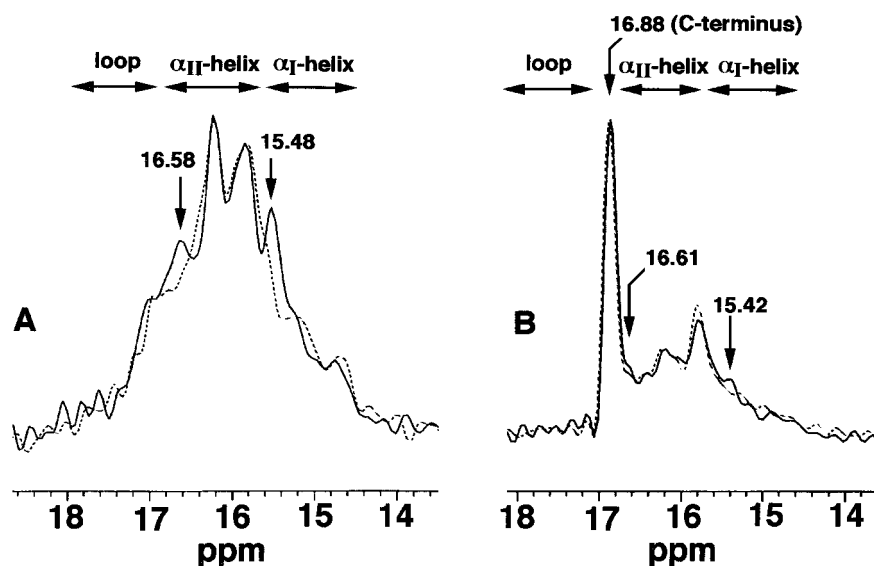 loop αII-helix αI-helix
16.58
15.48
A
18 17 16 15 14
ppm
16.88 (C-terminus)
loop αII-helix αI-helix
16.61
15.42
B
18 17 16 15 14
ppm